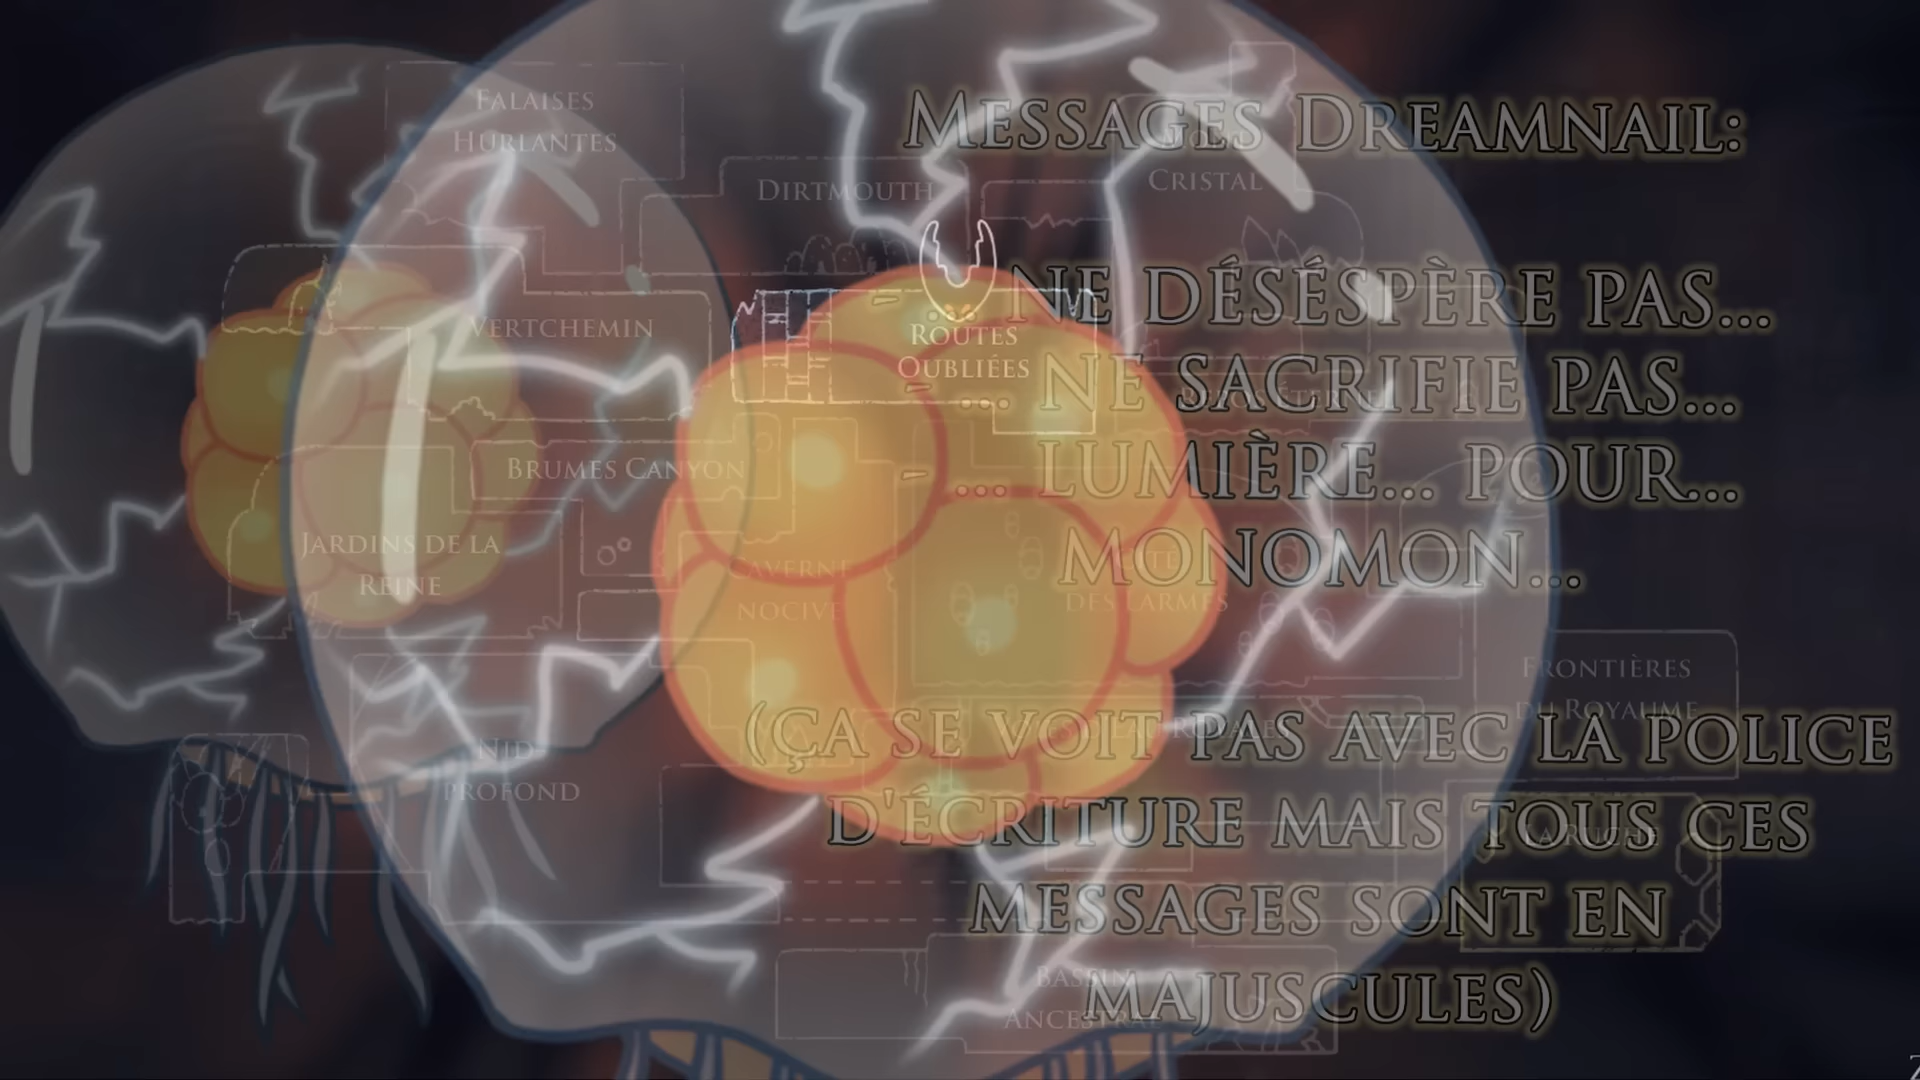 Messages Dreamnail:
- ... NE DÉSÉSPÈRE PAS...
- ... NE SACRIFIE PAS...
- ... LUMIÈRE... POUR...
MONOMON...
(ÇA SE VOIT PAS AVEC LA POLICE
D'ÉCRITURE MAIS TOUS CES
MESSAGES SONT EN
MAJUSCULES)
Falaises
Hurlantes
Dirtmouth
Cristal
Vertchemin
Routes
Oubliées
Brumes Canyon
Jardins de la
Reine
Caverne
Nocive
des Larmes
Frontières
du Royaume
Nid
profond
La Ruche
Bassin
Ancestral